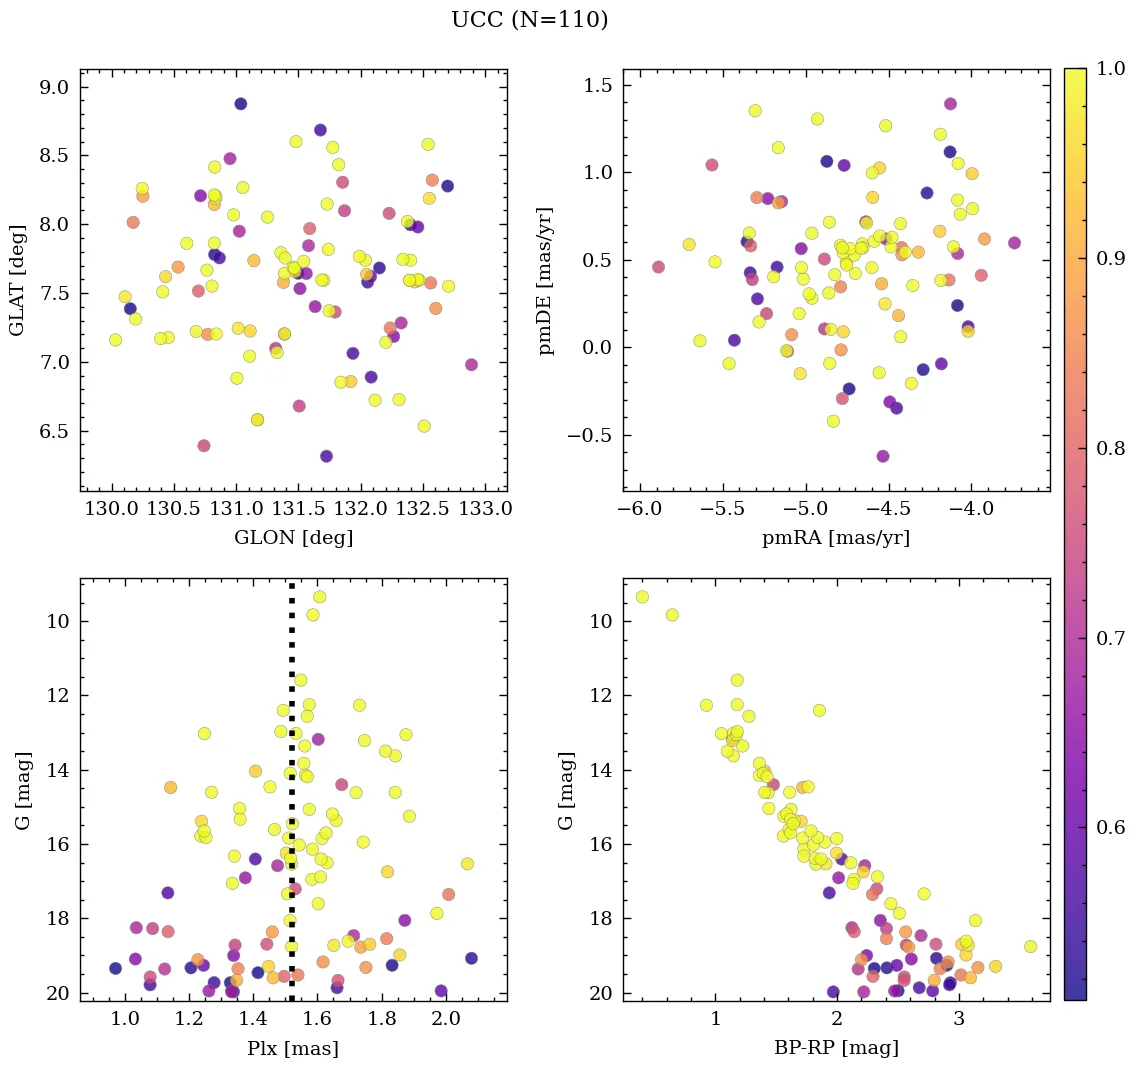 UCC (N=110)
9.0
8.5
8.0
7.5
7.0
6.5
GLAT [deg]
130.0 130.5 131.0 131.5 132.0 132.5 133.0
GLON [deg]
1.5
1.0
0.5
0.0
−0.5
pmDE [mas/yr]
−6.0 −5.5 −5.0 −4.5 −4.0
pmRA [mas/yr]
10
12
14
16
18
20
G [mag]
1.0 1.2 1.4 1.6 1.8 2.0
Plx [mas]
10
12
14
16
18
20
G [mag]
1 2 3
BP-RP [mag]
1.0
0.9
0.8
0.7
0.6